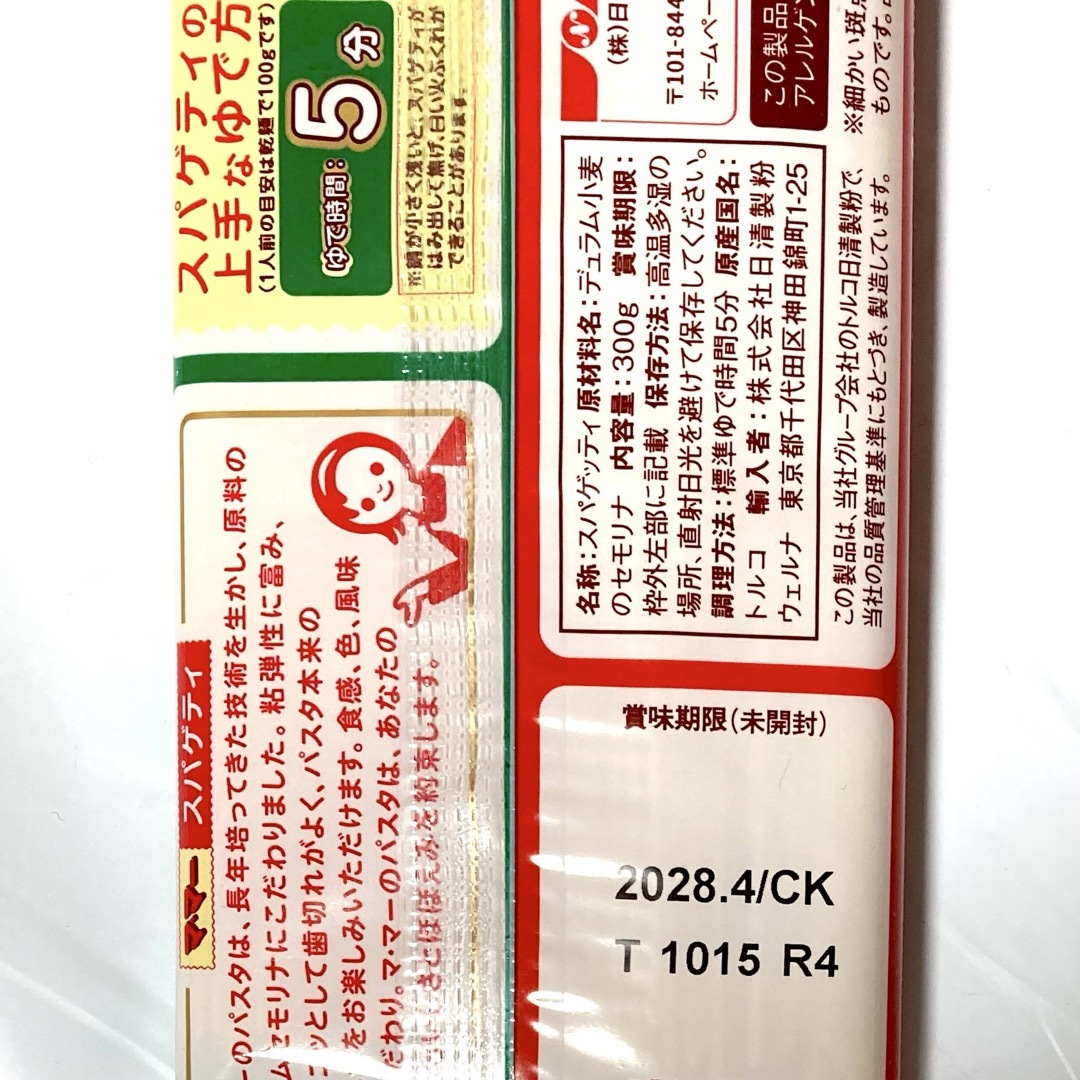 スパゲティの
上手なゆで方
(1人前の目安は乾麺で100gです)
ゆで時間:5分
※鍋が小さく浅いと、スパゲティが
はみ出して焦げ、白い火ぶくれが
できることがあります。
マ・マー スパゲティ
ーのパスタは、長年培ってきた技術を生かし、原料の
ムセモリナにこだわりました。粘弾性に富み、
コッとして歯切れがよく、パスタ本来の
をお楽しみいただけます。食感、色、風味
だわり。マ・マーのパスタは、あなたの
さとほほえみを約束します。
(株)日
〒101-844
ホームペー
この製品
アレルゲン
※細かい斑点
ものです。
名称:スパゲッティ 原材料名:デュラム小麦
のセモリナ 内容量:300g 賞味期限:
枠外左部に記載 保存方法:高温多湿の
場所、直射日光を避けて保存してください。
調理方法:標準ゆで時間5分 原産国名:
トルコ 輸入者:株式会社日清製粉
ウェルナ 東京都千代田区神田錦町1-25
この製品は、当社グループ会社のトルコ日清製粉で、
当社の品質管理基準にもとづき、製造しています。
賞味期限(未開封)
2028.4/CK
T 1015 R4